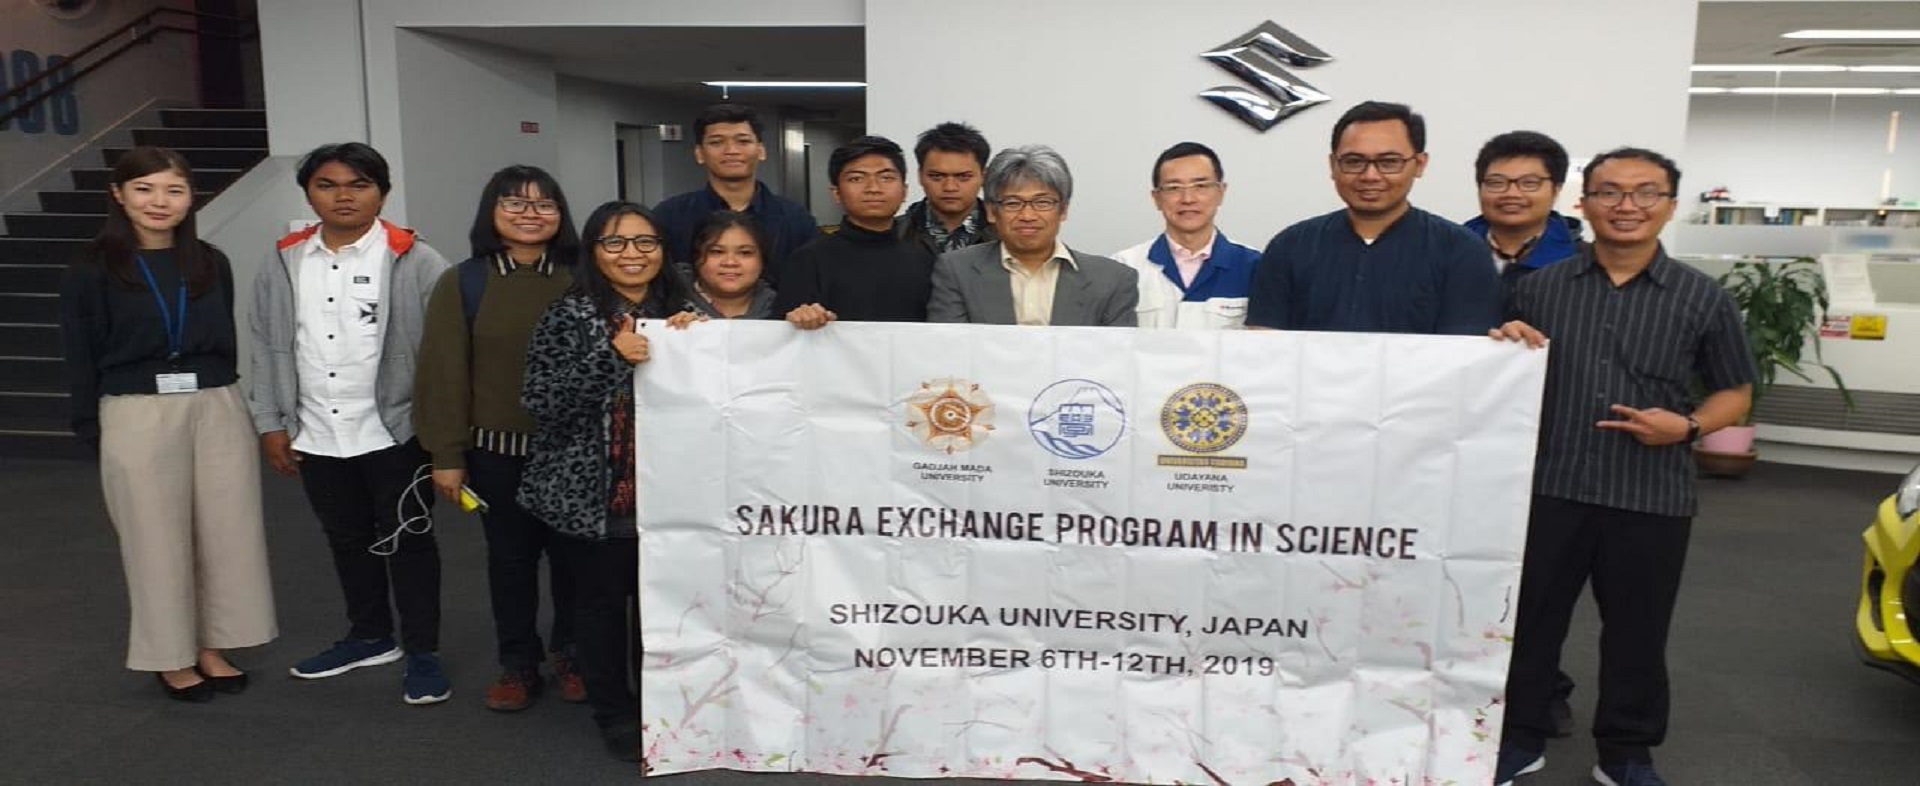 GADJAH MADA
UNIVERSITY
SHIZOUKA
UNIVERSITY
UNIVERSITAS UDAYANA
UDAYANA
UNIVERISTY
SAKURA EXCHANGE PROGRAM IN SCIENCE
SHIZOUKA UNIVERSITY, JAPAN
NOVEMBER 6TH-12TH, 2019